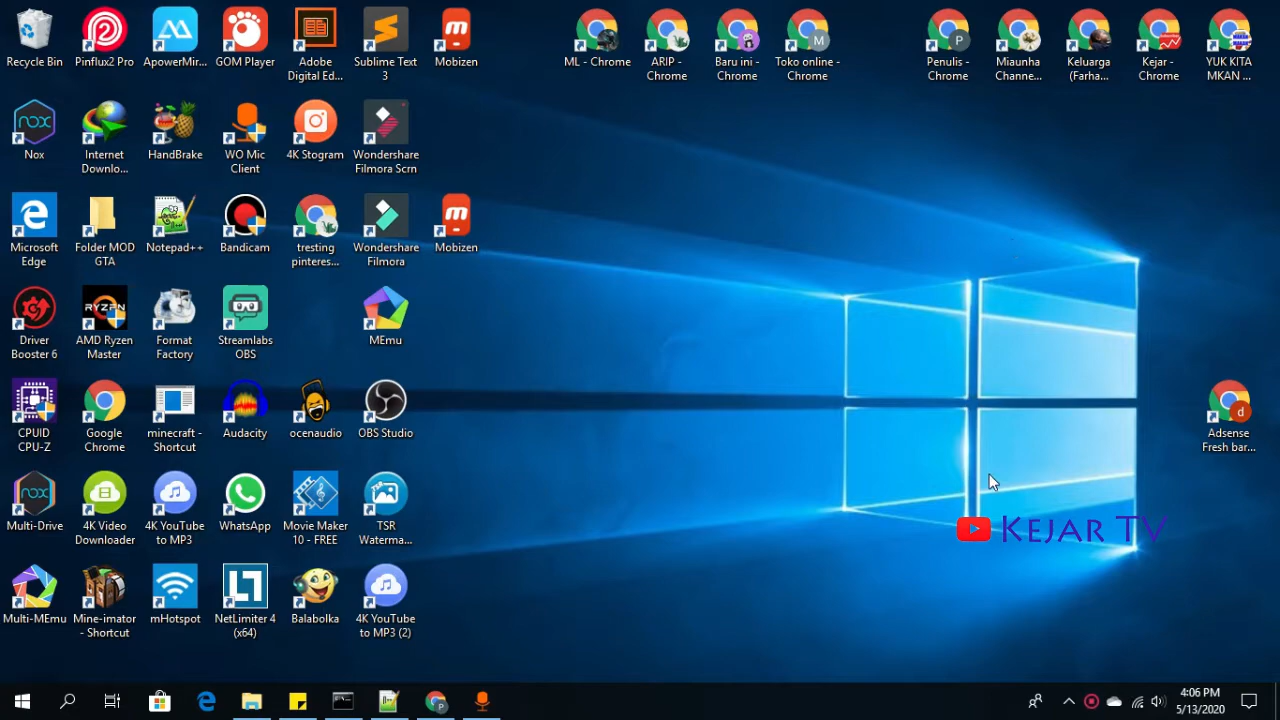 Recycle Bin
Pinflux2 Pro
ApowerMir...
GOM Player
Adobe
Digital Ed...
Sublime Text
3
Mobizen
ML - Chrome
ARIP -
Chrome
Baru ini -
Chrome
Toko online -
Chrome
Penulis -
Chrome
Miaunha
Channe...
Keluarga
(Farha...
Kejar -
Chrome
YUK KITA
MKAN ...
Nox
Internet
Downlo...
HandBrake
WO Mic
Client
4K Stogram
Wondershare
Filmora Scrn
Microsoft
Edge
Folder MOD
GTA
Notepad++
Bandicam
tresting
pinteres...
Wondershare
Filmora
Mobizen
Driver
Booster 6
RYZEN
AMD Ryzen
Master
Format
Factory
Streamlabs
OBS
MEmu
CPUID
CPU-Z
Google
Chrome
minecraft -
Shortcut
Audacity
ocenaudio
OBS Studio
Adsense
Fresh bar...
Multi-Drive
4K Video
Downloader
4K YouTube
to MP3
WhatsApp
Movie Maker
10 - FREE
TSR
Waterma...
KEJAR TV
Multi-MEmu
Mine-imator
- Shortcut
mHotspot
NetLimiter 4
(x64)
Balabolka
4K YouTube
to MP3 (2)
4:06 PM
5/13/2020